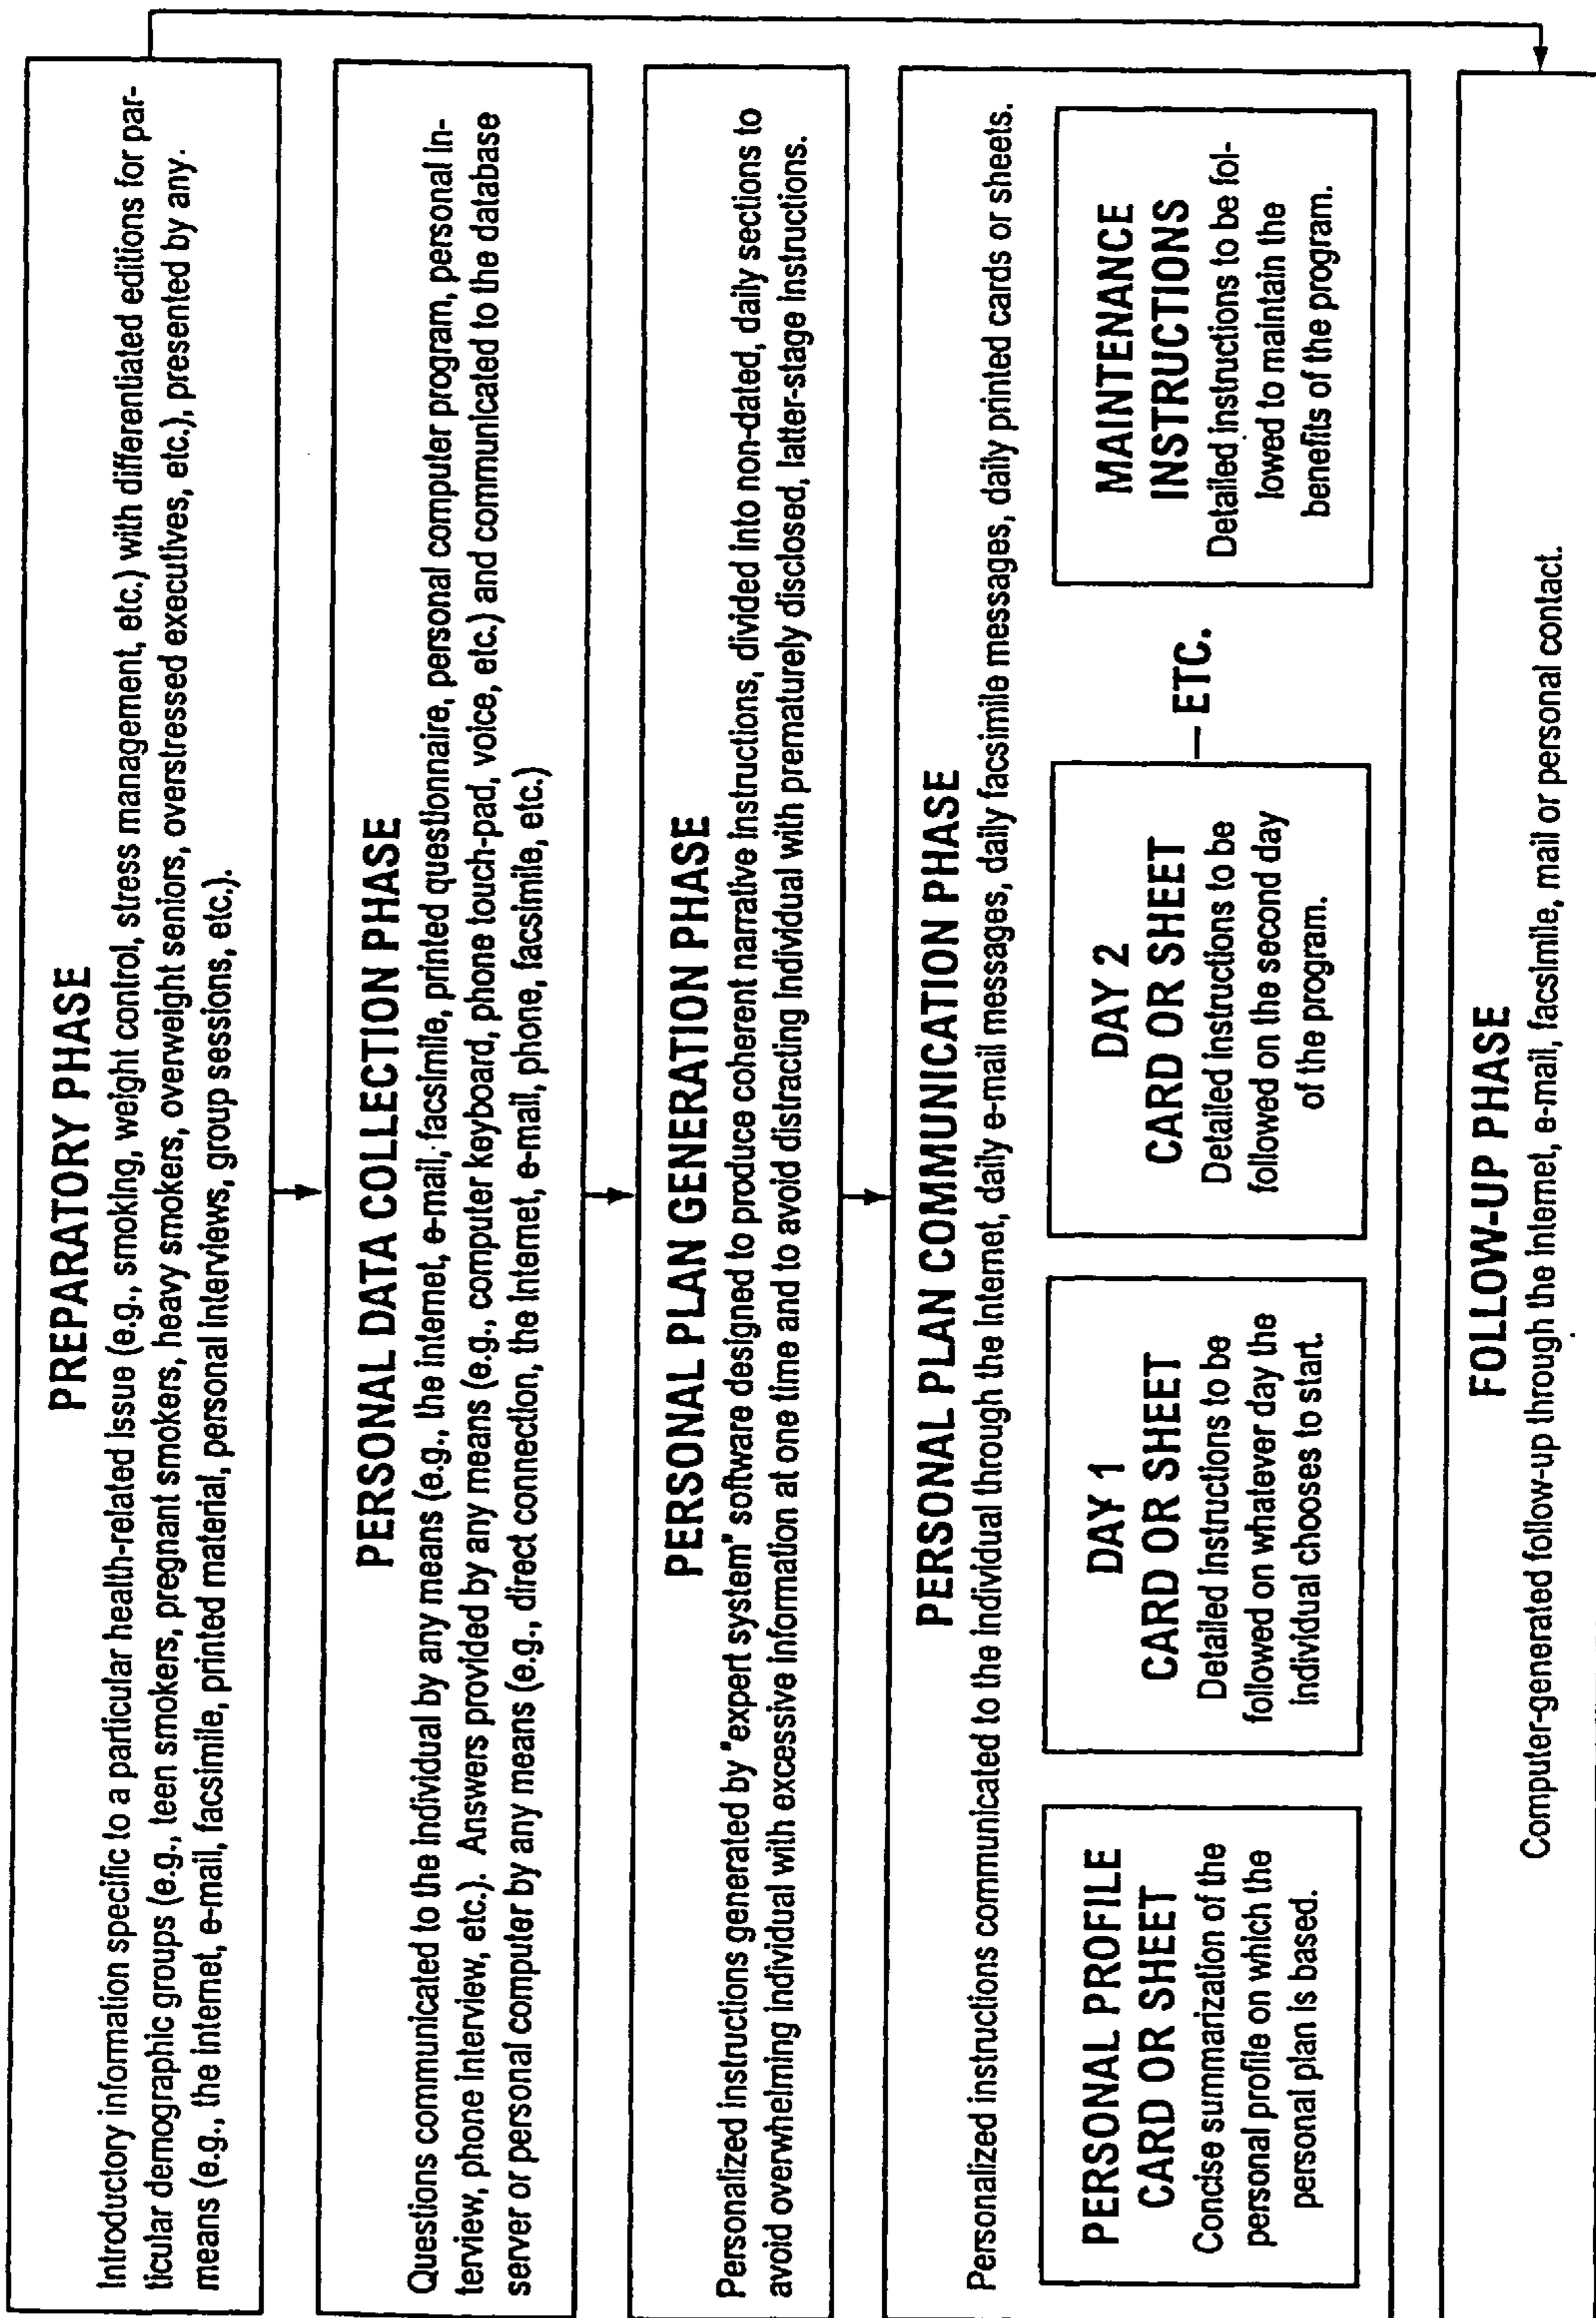 PREPARATORY PHASE
Introductory information specific to a particular health-related issue (e.g., smoking, weight control, stress management, etc.) with differentiated editions for par-
ticular demographic groups (e.g., teen smokers, pregnant smokers, heavy smokers, overweight seniors, overstressed executives, etc.), presented by any
means (e.g., the internet, e-mail, facsimile, printed material, personal interviews, group sessions, etc.).
PERSONAL DATA COLLECTION PHASE
Questions communicated to the individual by any means (e.g., the internet, e-mail, facsimile, printed questionnaire, personal computer program, personal in-
terview, phone interview, etc.). Answers provided by any means (e.g., computer keyboard, phone touch-pad, voice, etc.) and communicated to the database
server or personal computer by any means (e.g., direct connection, the Internet, e-mail, phone, facsimile, etc.)
PERSONAL PLAN GENERATION PHASE
Personalized instructions generated by "expert system" software designed to produce coherent narrative instructions, divided into non-dated, daily sections to
avoid overwhelming individual with excessive information at one time and to avoid distracting individual with prematurely disclosed, latter-stage instructions.
PERSONAL PLAN COMMUNICATION PHASE
Personalized instructions communicated to the individual through the Internet, daily e-mail messages, daily facsimile messages, daily printed cards or sheets.
PERSONAL PROFILE
CARD OR SHEET
Concise summarization of the
personal profile on which the
personal plan is based.
DAY 1
CARD OR SHEET
Detailed instructions to be
followed on whatever day the
individual chooses to start.
DAY 2
CARD OR SHEET
Detailed instructions to be
followed on the second day
of the program.
— ETC.
MAINTENANCE
INSTRUCTIONS
Detailed instructions to be fol-
lowed to maintain the
benefits of the program.
FOLLOW-UP PHASE
Computer-generated follow-up through the internet, e-mail, facsimile, mail or personal contact.